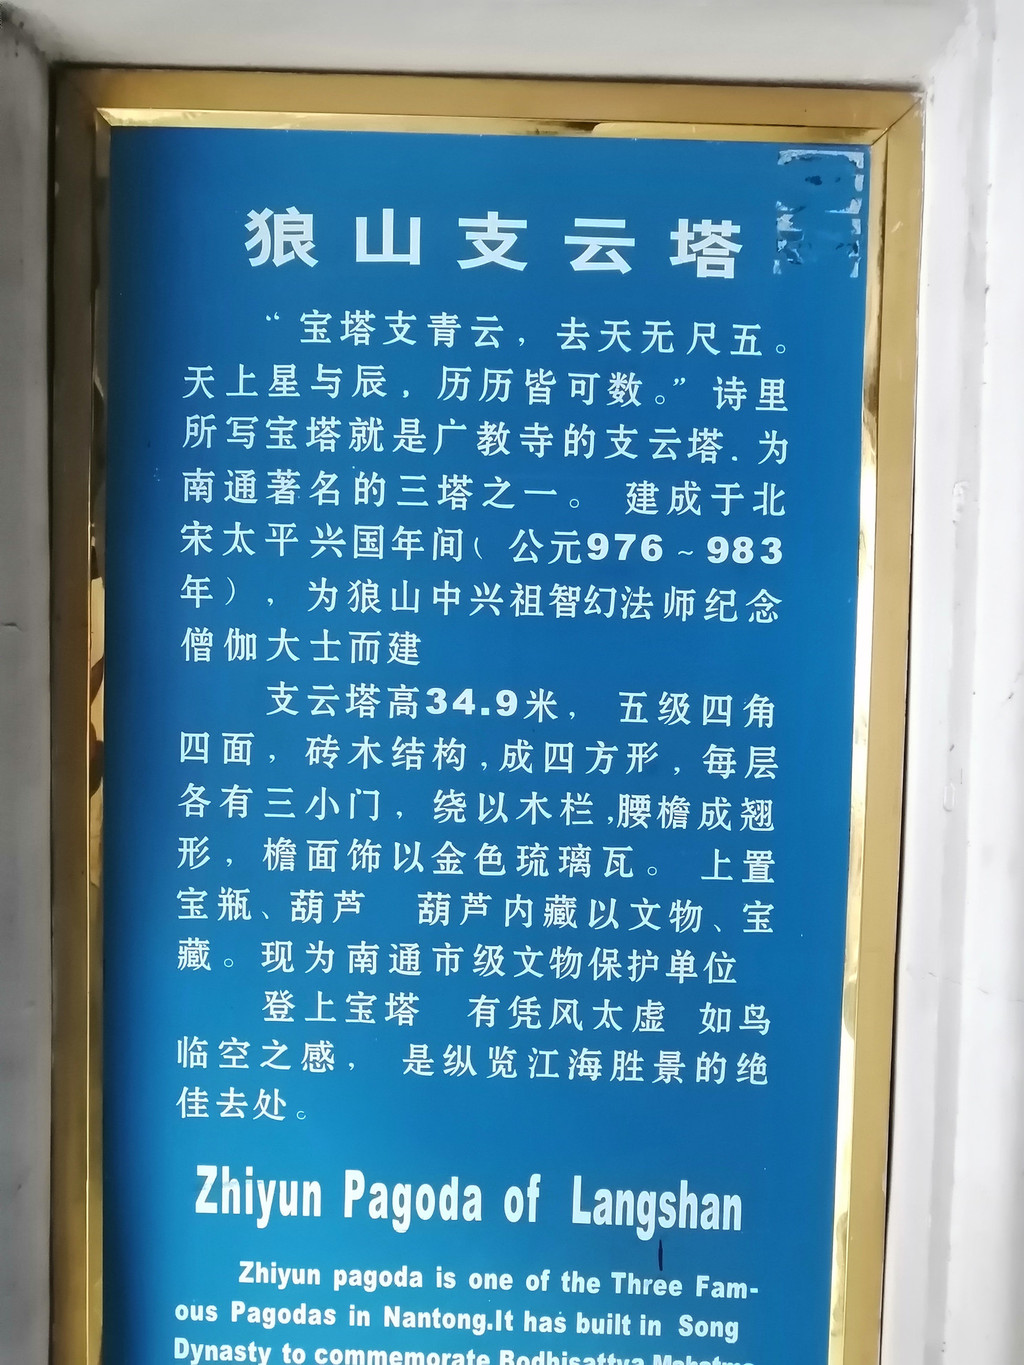 狼山支云塔
“宝塔支青云，去天无尺五。
天上星与辰，历历皆可数。”诗里
所写宝塔就是广教寺的支云塔.为
南通著名的三塔之一。 建成于北
宋太平兴国年间（公元976～983
年），为狼山中兴祖智幻法师纪念
僧伽大士而建
支云塔高34.9米， 五级四角
四面，砖木结构,成四方形，每层
各有三小门，绕以木栏,腰檐成翘
形，檐面饰以金色琉璃瓦。 上置
宝瓶、葫芦 葫芦内藏以文物、宝
藏。现为南通市级文物保护单位
登上宝塔 有凭风太虚 如鸟
临空之感， 是纵览江海胜景的绝
佳去处。
Zhiyun Pagoda of Langshan
Zhiyun pagoda is one of the Three Fam-
ous Pagodas in Nantong.It has built in Song
Dynasty to commemorate Bodhisattva